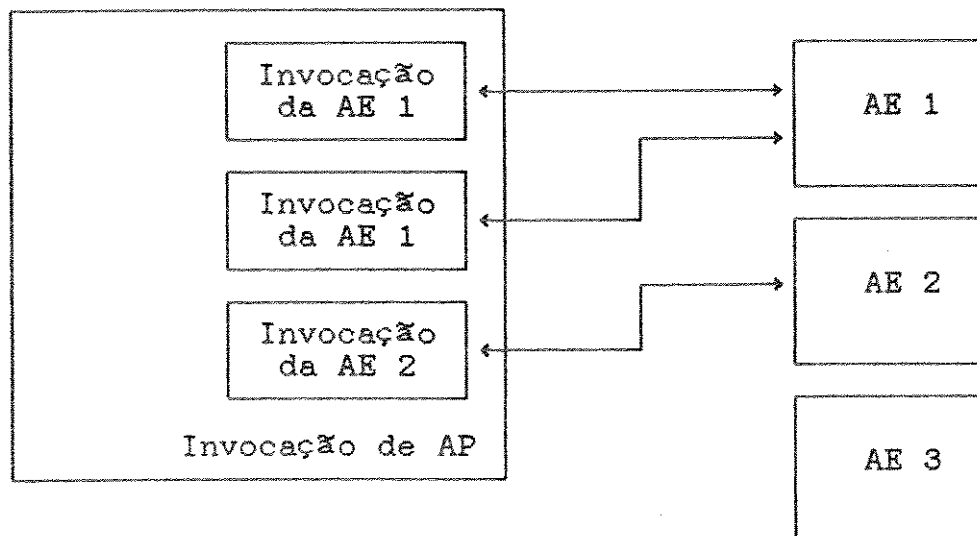 Invocação
da AE 1
Invocação
da AE 1
Invocação
da AE 2
Invocação de AP
AE 1
AE 2
AE 3